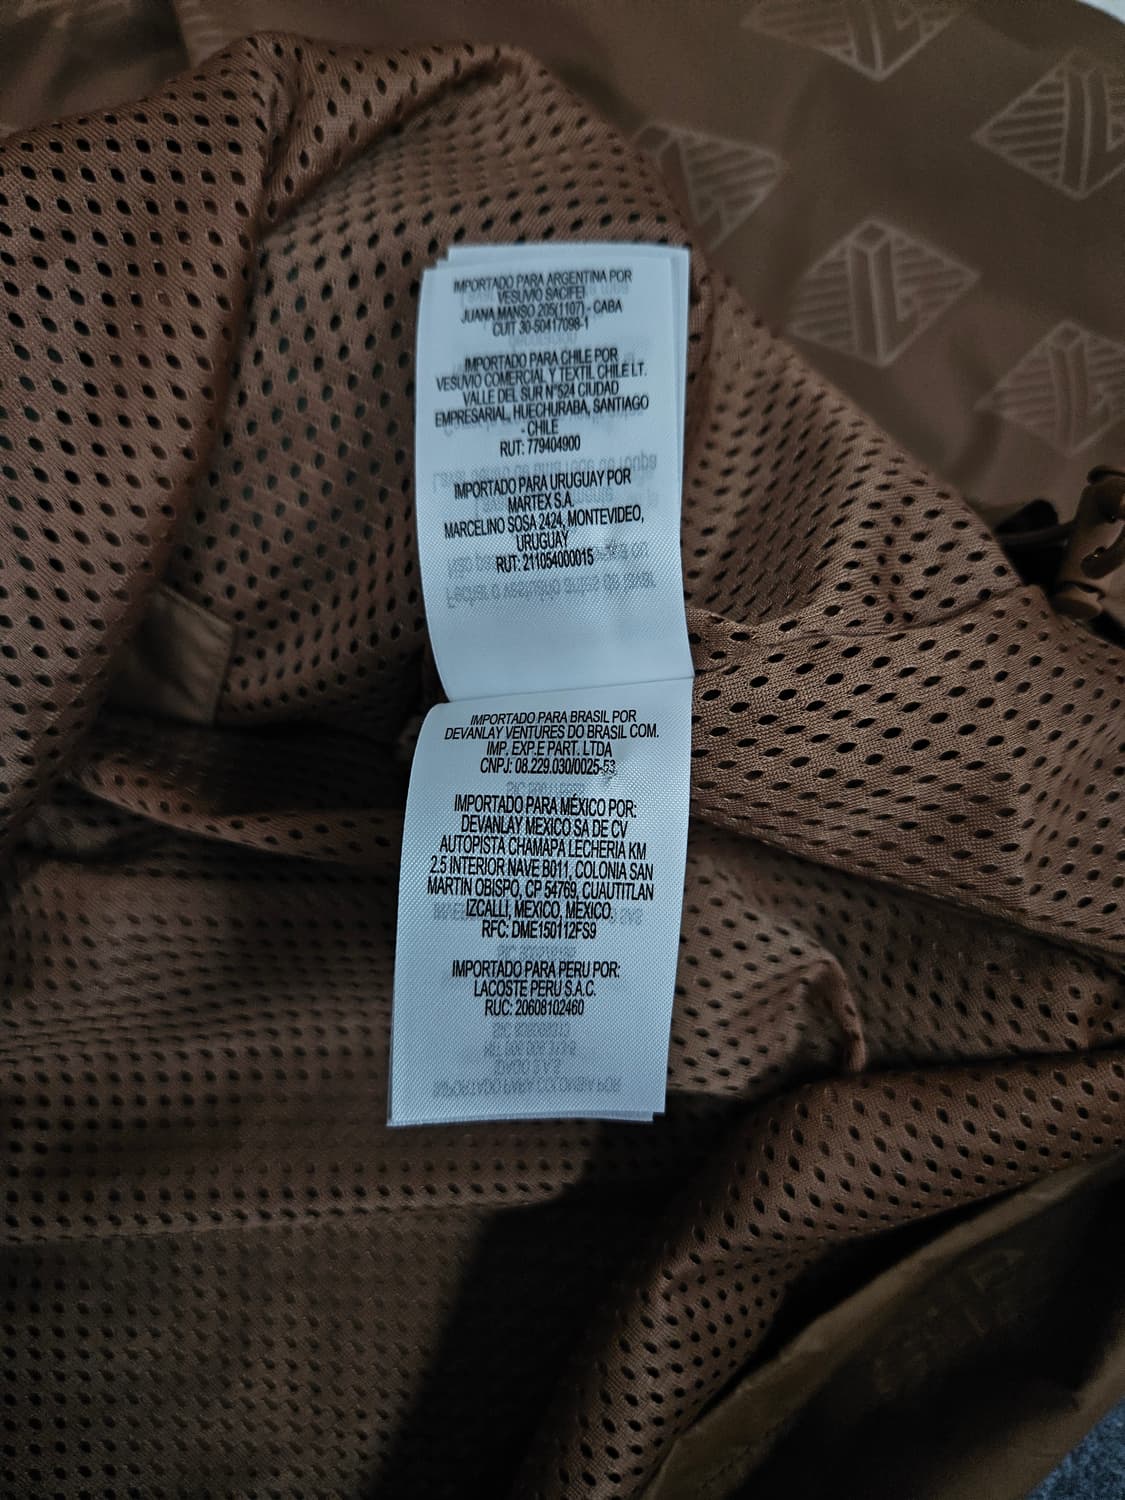 IMPORTADO PARA ARGENTINA POR
VESUVIO SACIFEI
JUANA MANSO 205(1107) - CABA
CUIT 30-50417098-1
IMPORTADO PARA CHILE POR
VESUVIO COMERCIAL Y TEXTIL CHILE LT.
VALLE DEL SUR N°524 CIUDAD
EMPRESARIAL, HUECHURABA, SANTIAGO
- CHILE
RUT: 779404900
IMPORTADO PARA URUGUAY POR
MARTEX S.A.
MARCELINO SOSA 2424, MONTEVIDEO,
URUGUAY
RUT: 211054000015
IMPORTADO PARA BRASIL POR
DEVANLAY VENTURES DO BRASIL COM.
IMP. EXP.E PART. LTDA
CNPJ: 08.229.030/0025-53
IMPORTADO PARA MÉXICO POR:
DEVANLAY MEXICO SA DE CV
AUTOPISTA CHAMAPA LECHERIA KM
2.5 INTERIOR NAVE B011, COLONIA SAN
MARTIN OBISPO, CP 54769, CUAUTITLAN
IZCALLI, MEXICO, MEXICO.
RFC: DME150112FS9
IMPORTADO PARA PERU POR:
LACOSTE PERU S.A.C.
RUC: 20608102460